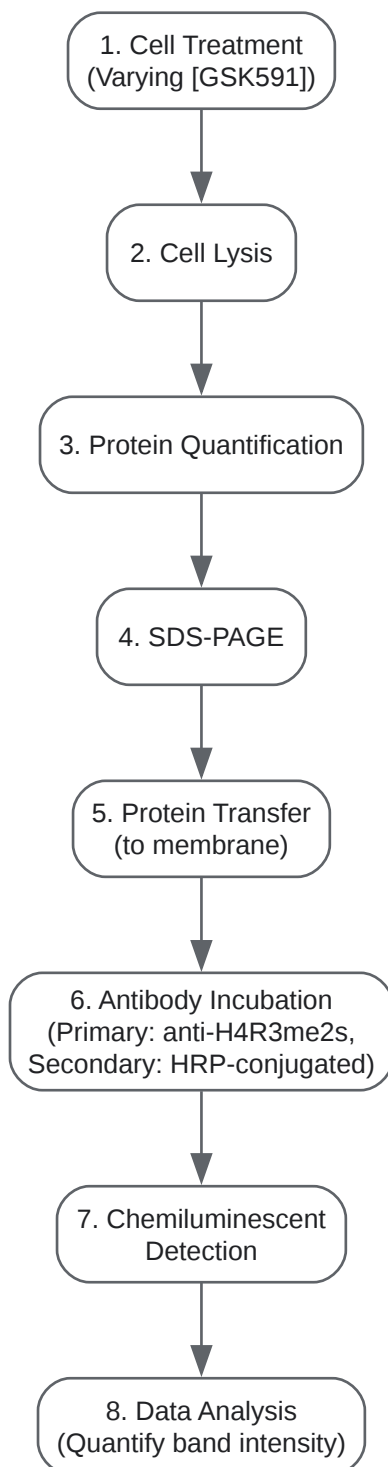 1. Cell Treatment
(Varying [GSK591])
2. Cell Lysis
3. Protein Quantification
4. SDS-PAGE
5. Protein Transfer
(to membrane)
6. Antibody Incubation
(Primary: anti-H4R3me2s,
Secondary: HRP-conjugated)
7. Chemiluminescent
Detection
8. Data Analysis
(Quantify band intensity)